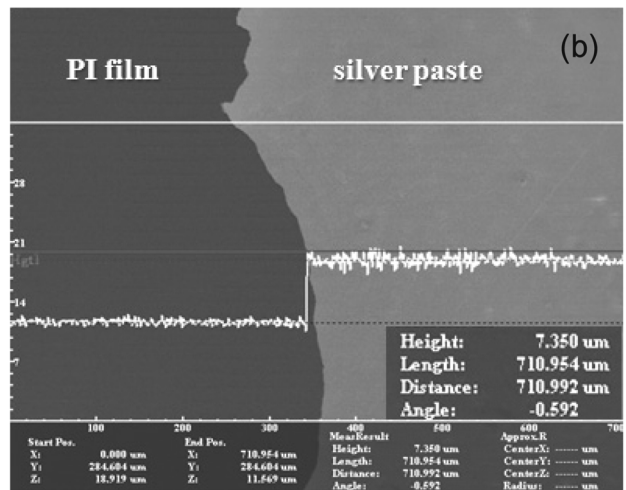 (b)
PI film silver paste
28
21
[gt]
14
7
Height: 7.350 um
Length: 710.954 um
Distance: 710.992 um
Angle: -0.592
100 200 300 400 500 600 700
Start Pos. End Pos. MeasResult Approx.R
X: 0.000 um X: 710.954 um Height: 7.350 um CenterX: ------ um
Y: 284.604 um Y: 284.604 um Length: 710.954 um CenterY: ------ um
Z: 18.919 um Z: 11.569 um Distance: 710.992 um CenterZ: ------ um
Angle: -0.592 Radius: ------ um